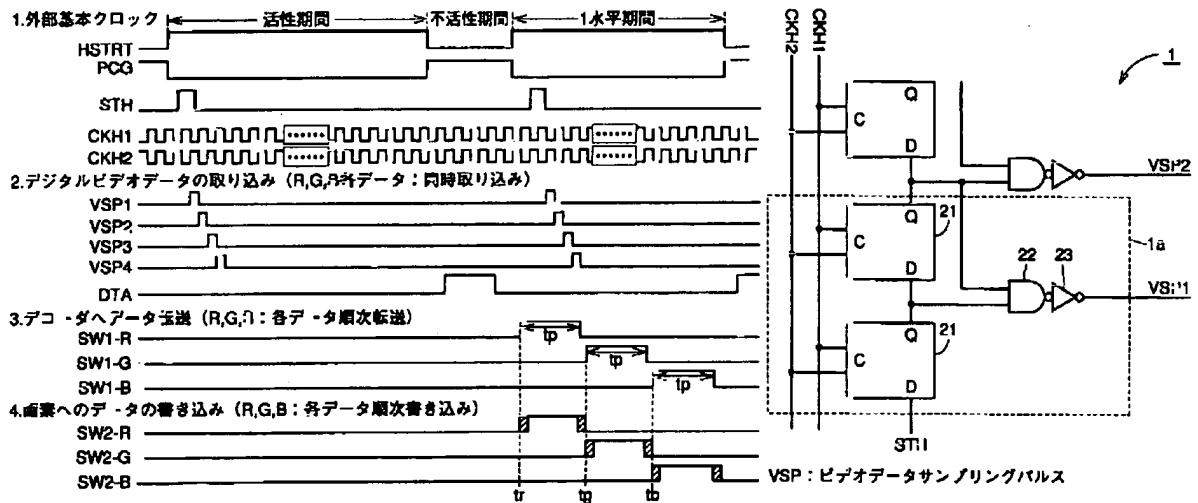 1.外部基本クロック
活性期間
不活性期間
1水平期間
HSTRT
PCG
STH
CKH1
CKH2
2.デジタルビデオデータの取り込み（R,G,B各データ：同時取り込み）
VSP1
VSP2
VSP3
VSP4
DTA
3.デコーダへデータ転送（R,G,B：各データ順次転送）
SW1-R
tp
SW1-G
tp
SW1-B
tp
4.画素へのデータの書き込み（R,G,B：各データ順次書き込み）
SW2-R
SW2-G
SW2-B
tr
tg
tb
CKH2
CKH1
1
Q
C
D
VSP2
Q
21
C
D
1a
22
23
VSP1
Q
21
C
D
STH
VSP：ビデオデータサンプリングパルス